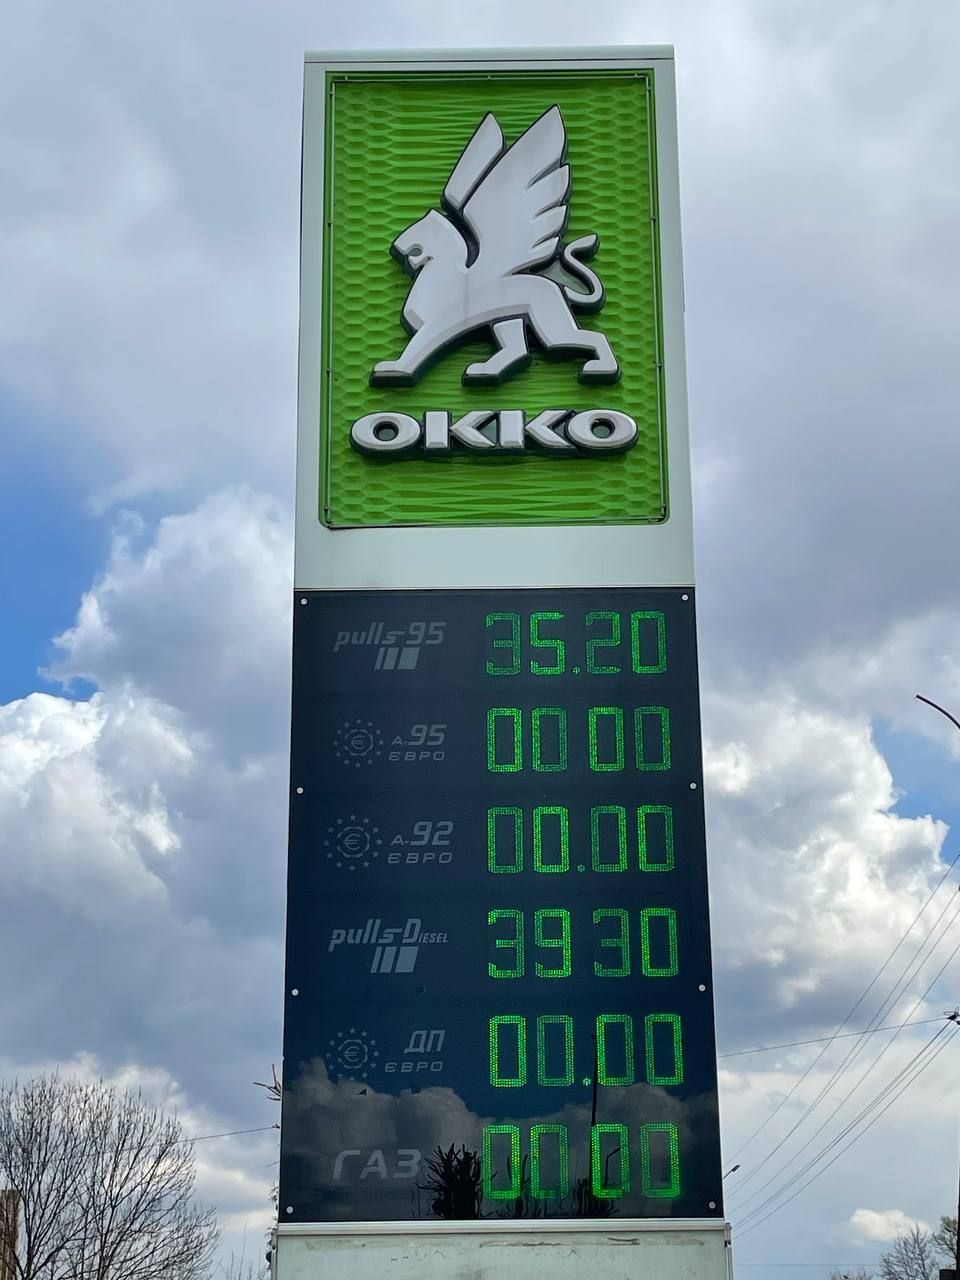 OKKO
pulls-95 35.20
А-95 00.00
ЄВРО
А-92 00.00
ЄВРО
pulls Diesel 39.30
ДП 00.00
ЄВРО
ГАЗ 00.00